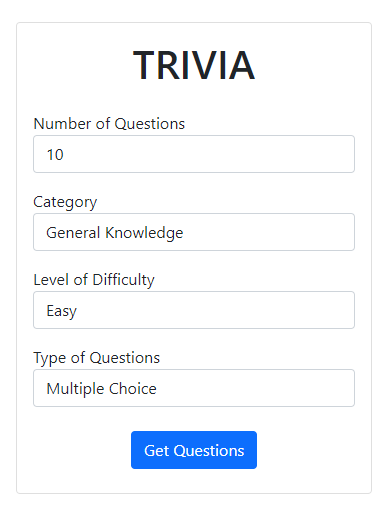 TRIVIA
Number of Questions
10
Category
General Knowledge
Level of Difficulty
Easy
Type of Questions
Multiple Choice
Get Questions